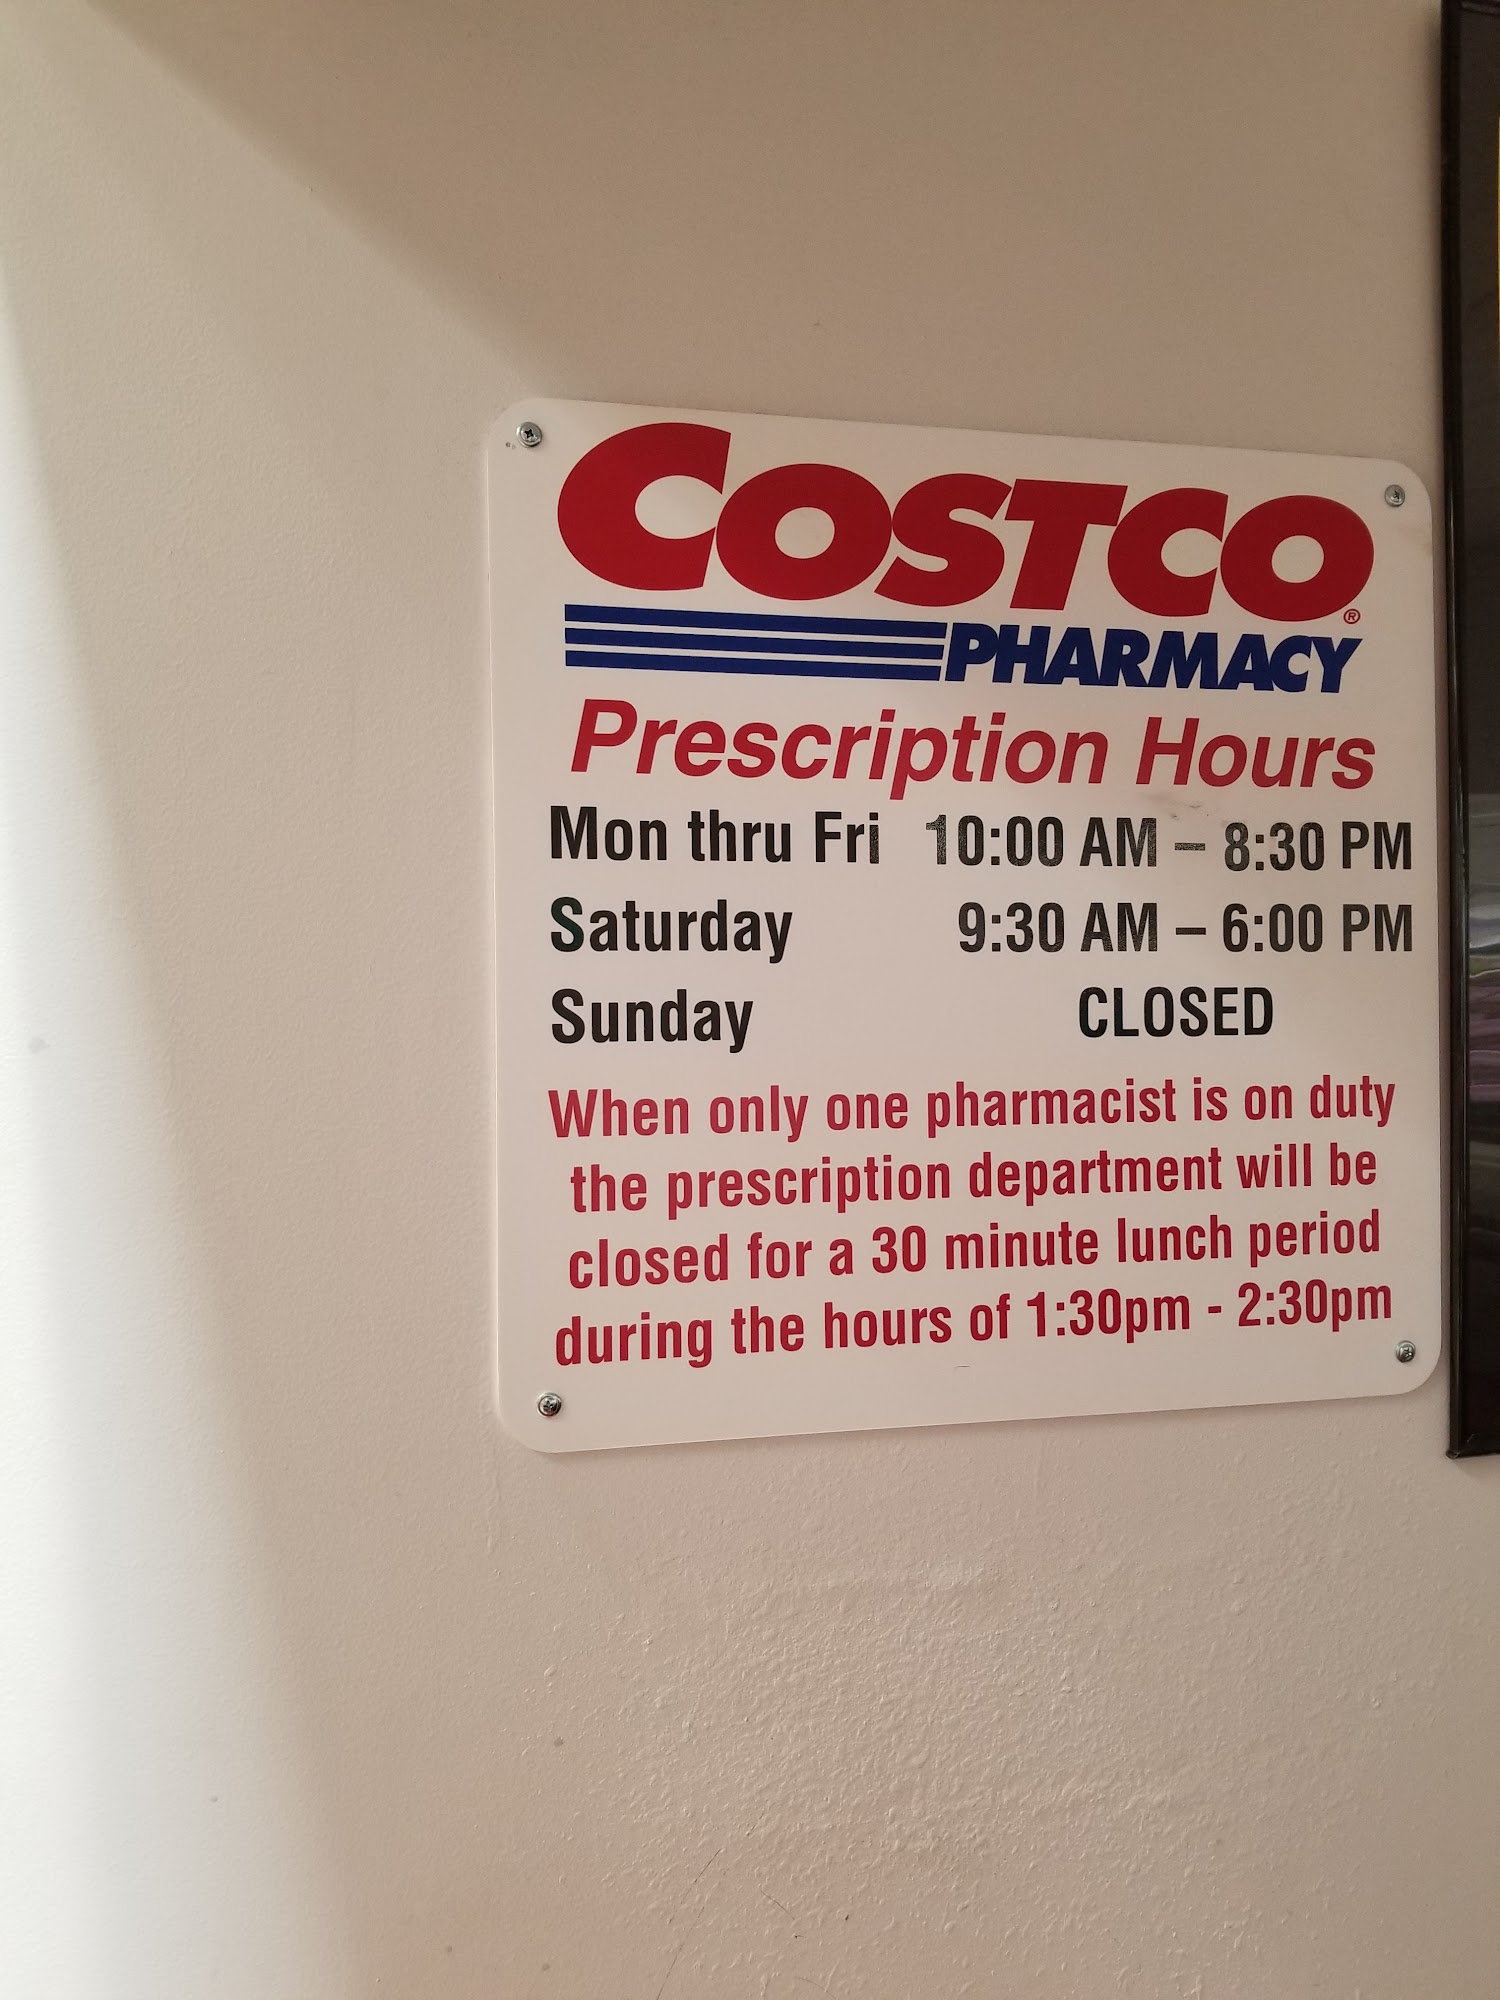 COSTCO®
PHARMACY
Prescription Hours
Mon thru Fri 10:00 AM – 8:30 PM
Saturday 9:30 AM – 6:00 PM
Sunday CLOSED
When only one pharmacist is on duty
the prescription department will be
closed for a 30 minute lunch period
during the hours of 1:30pm - 2:30pm